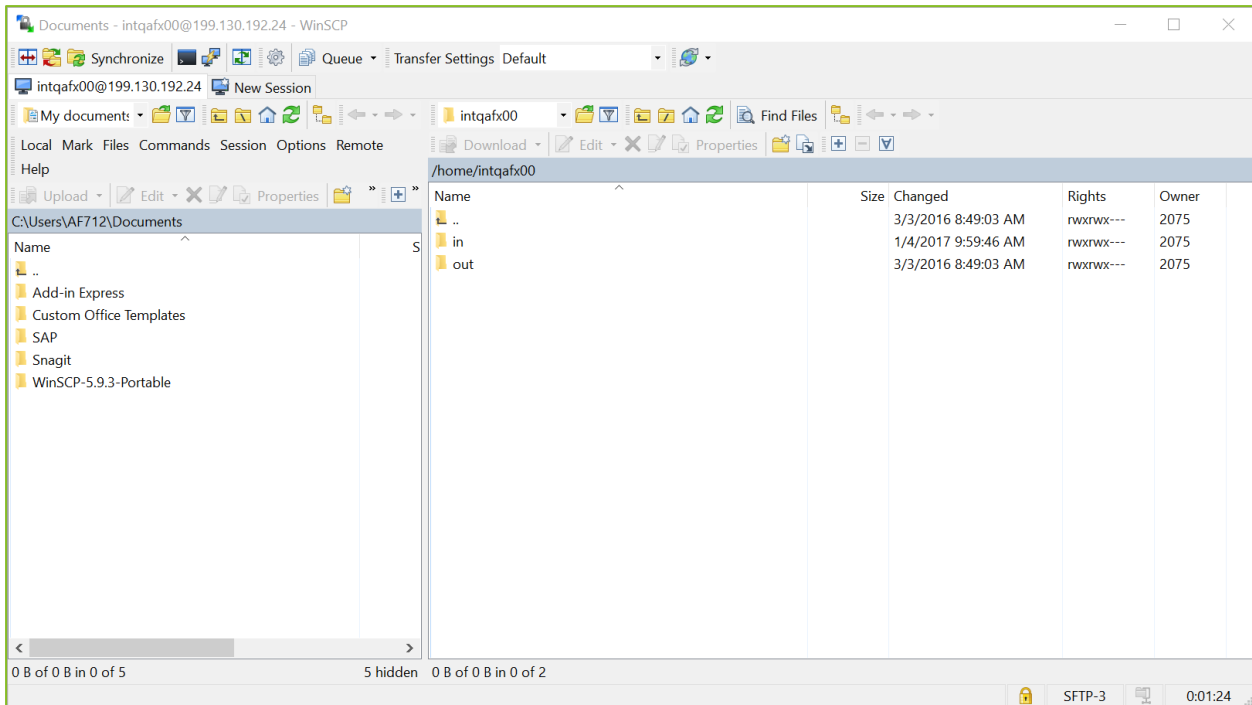 Documents - intqafx00@199.130.192.24 - WinSCP
Synchronize Queue Transfer Settings Default
intqafx00@199.130.192.24 New Session
My documents
Local Mark Files Commands Session Options Remote
Help
Upload Edit Properties »  »
C:\Users\AF712\Documents
Name S
..
Add-in Express
Custom Office Templates
SAP
Snagit
WinSCP-5.9.3-Portable
0 B of 0 B in 0 of 5 5 hidden
intqafx00 Find Files
Download Edit Properties
/home/intqafx00
Name Size Changed Rights Owner
.. 3/3/2016 8:49:03 AM rwxrwx--- 2075
in 1/4/2017 9:59:46 AM rwxrwx--- 2075
out 3/3/2016 8:49:03 AM rwxrwx--- 2075
0 B of 0 B in 0 of 2
SFTP-3 0:01:24